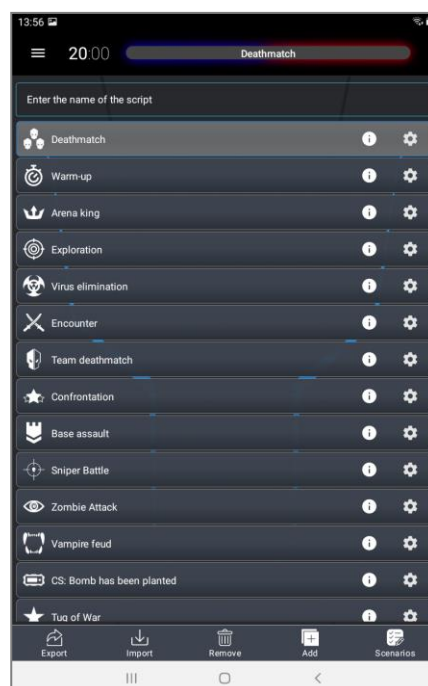 13:56
20:00 Deathmatch
Enter the name of the script
Deathmatch
Warm-up
Arena king
Exploration
Virus elimination
Encounter
Team deathmatch
Confrontation
Base assault
Sniper Battle
Zombie Attack
Vampire feud
CS: Bomb has been planted
Tug of War
Export Import Remove Add Scenarios